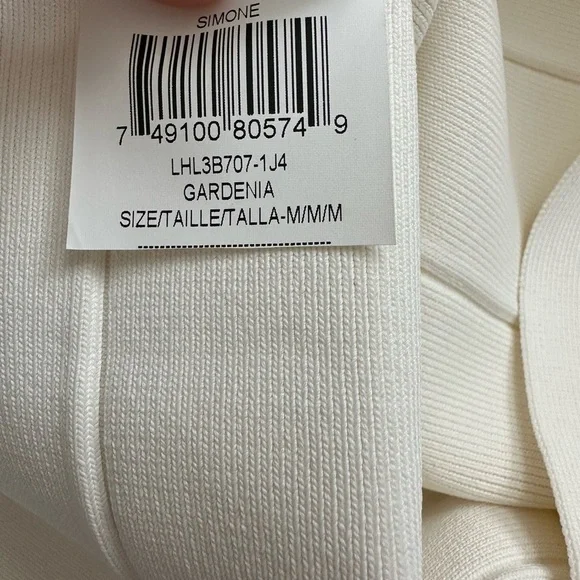 SIMONE
7 49100 80574 9
LHL3B707-1J4
GARDENIA
SIZE/TAILLE/TALLA-M/M/M